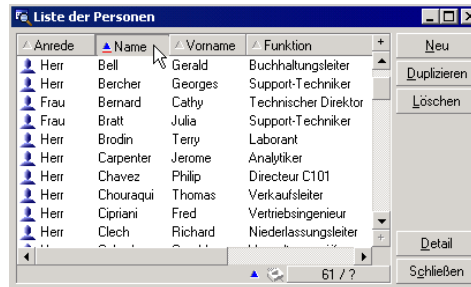 Liste der Personen
Anrede Name Vorname Funktion +
Herr Bell Gerald Buchhaltungsleiter
Herr Bercher Georges Support-Techniker
Frau Bernard Cathy Technischer Direktor
Frau Bratt Julia Support-Techniker
Herr Brodin Terry Laborant
Herr Carpenter Jerome Analytiker
Herr Chavez Philip Directeur C101
Herr Chouraqui Thomas Verkaufsleiter
Herr Cipriani Fred Vertriebsingenieur
Herr Clech Richard Niederlassungsleiter
+
61 / ?
Neu
Duplizieren
Löschen
Detail
Schließen